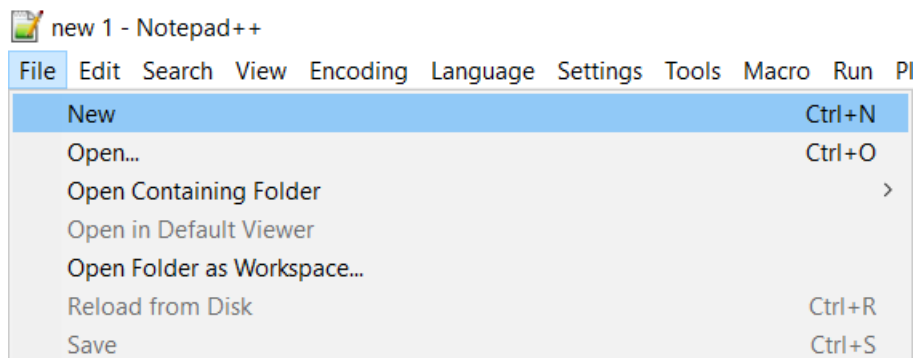 new 1 - Notepad++
File Edit Search View Encoding Language Settings Tools Macro Run Pl
New Ctrl+N
Open... Ctrl+O
Open Containing Folder >
Open in Default Viewer
Open Folder as Workspace...
Reload from Disk Ctrl+R
Save Ctrl+S